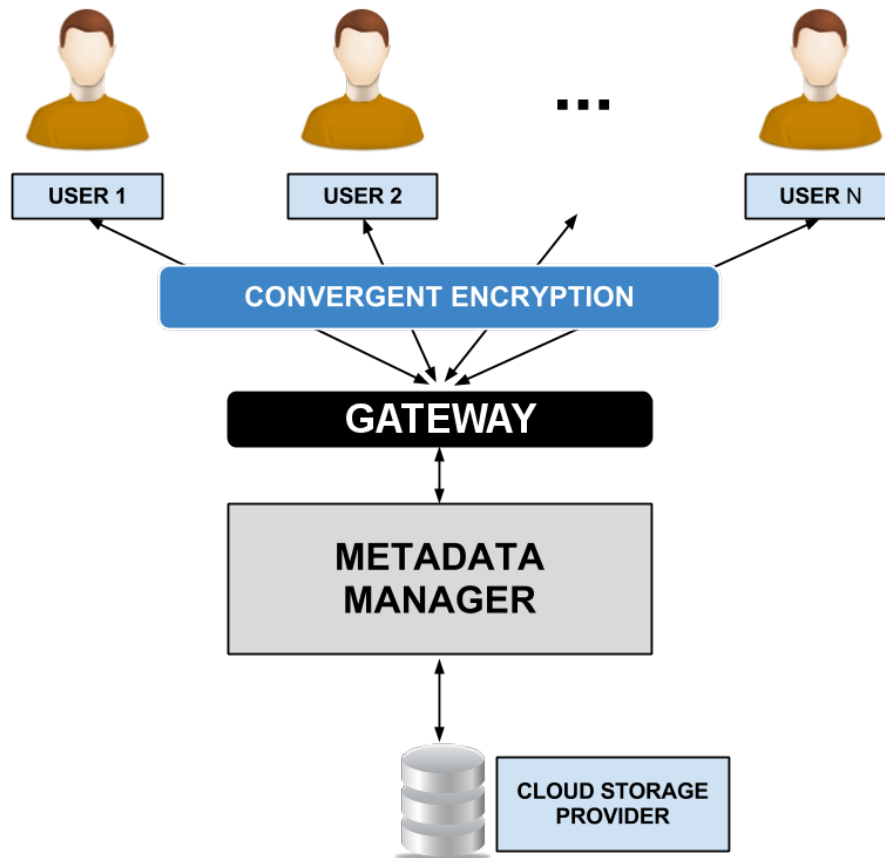 ...
USER 1
USER 2
USER N
CONVERGENT ENCRYPTION
GATEWAY
METADATA
MANAGER
CLOUD STORAGE
PROVIDER